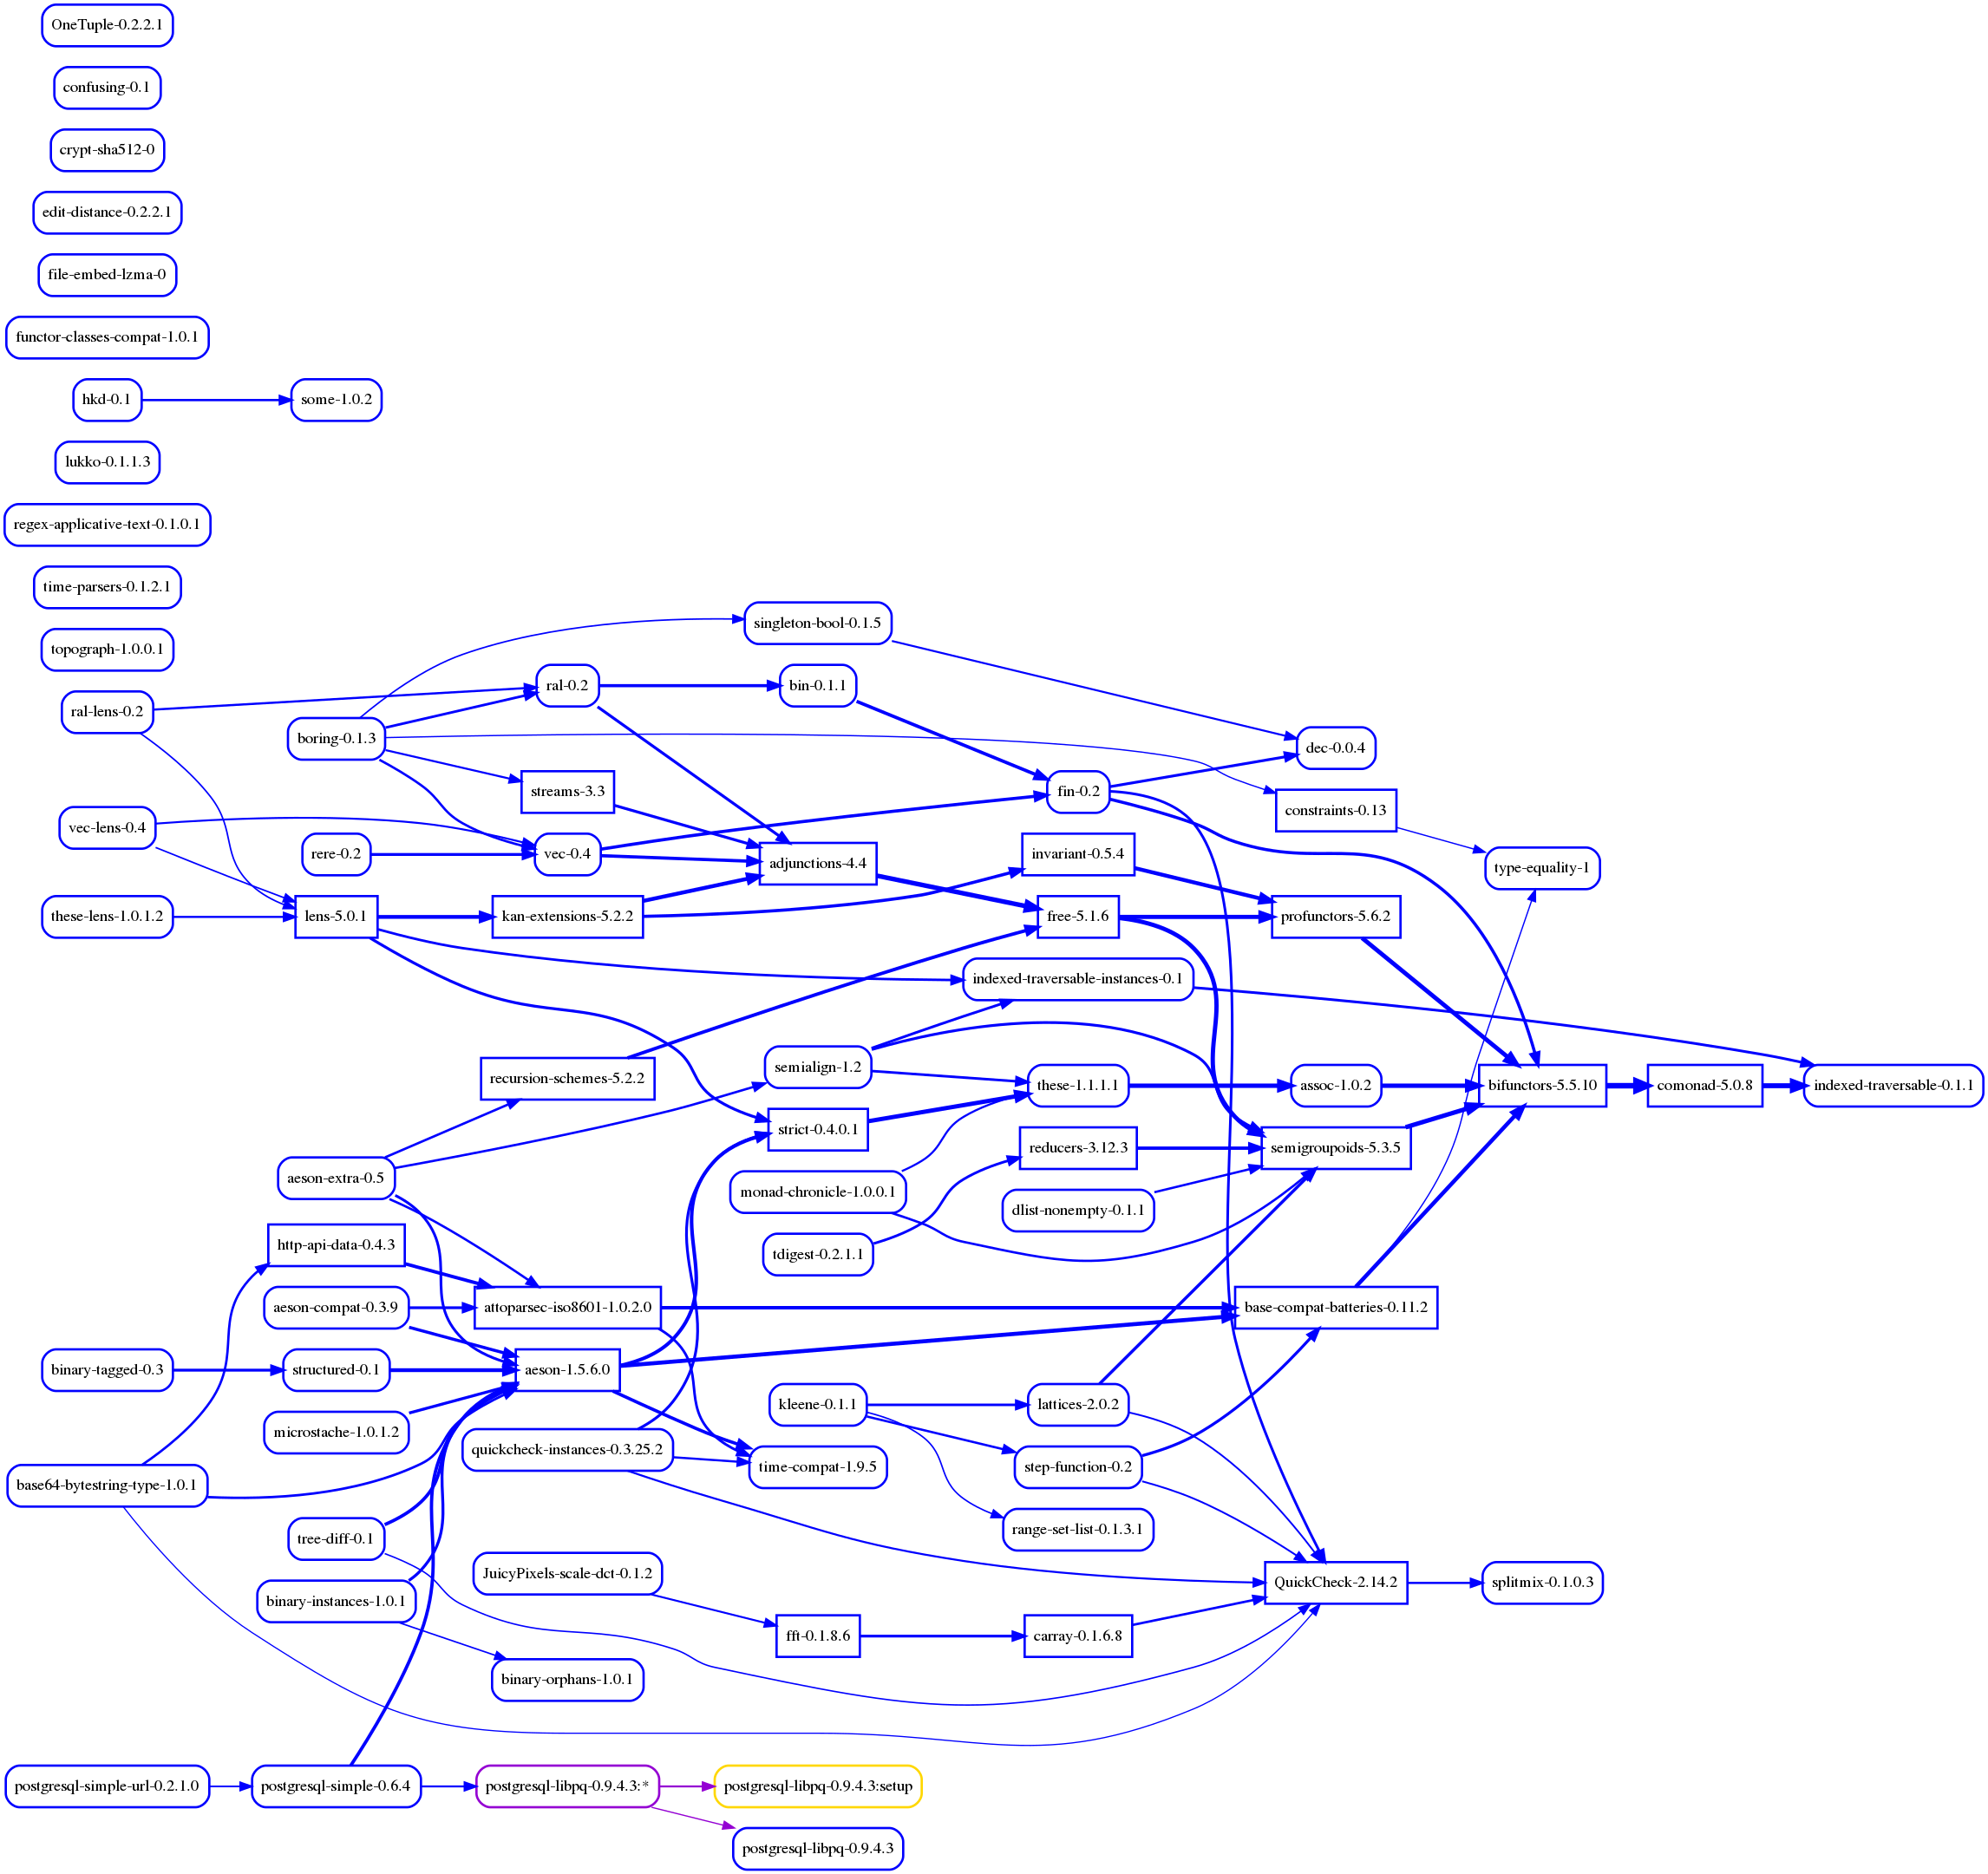 OneTuple-0.2.2.1
confusing-0.1
crypt-sha512-0
edit-distance-0.2.2.1
file-embed-lzma-0
functor-classes-compat-1.0.1
hkd-0.1
some-1.0.2
lukko-0.1.1.3
regex-applicative-text-0.1.0.1
time-parsers-0.1.2.1
singleton-bool-0.1.5
topograph-1.0.0.1
ral-0.2
bin-0.1.1
ral-lens-0.2
boring-0.1.3
dec-0.0.4
streams-3.3
fin-0.2
constraints-0.13
vec-lens-0.4
rere-0.2
vec-0.4
adjunctions-4.4
invariant-0.5.4
type-equality-1
these-lens-1.0.1.2
lens-5.0.1
kan-extensions-5.2.2
free-5.1.6
profunctors-5.6.2
indexed-traversable-instances-0.1
recursion-schemes-5.2.2
semialign-1.2
these-1.1.1.1
assoc-1.0.2
bifunctors-5.5.10
comonad-5.0.8
indexed-traversable-0.1.1
strict-0.4.0.1
reducers-3.12.3
semigroupoids-5.3.5
aeson-extra-0.5
monad-chronicle-1.0.0.1
dlist-nonempty-0.1.1
http-api-data-0.4.3
tdigest-0.2.1.1
aeson-compat-0.3.9
attoparsec-iso8601-1.0.2.0
base-compat-batteries-0.11.2
binary-tagged-0.3
structured-0.1
aeson-1.5.6.0
kleene-0.1.1
lattices-2.0.2
microstache-1.0.1.2
quickcheck-instances-0.3.25.2
time-compat-1.9.5
step-function-0.2
base64-bytestring-type-1.0.1
tree-diff-0.1
range-set-list-0.1.3.1
JuicyPixels-scale-dct-0.1.2
QuickCheck-2.14.2
splitmix-0.1.0.3
binary-instances-1.0.1
fft-0.1.8.6
carray-0.1.6.8
binary-orphans-1.0.1
postgresql-simple-url-0.2.1.0
postgresql-simple-0.6.4
postgresql-libpq-0.9.4.3:*
postgresql-libpq-0.9.4.3:setup
postgresql-libpq-0.9.4.3